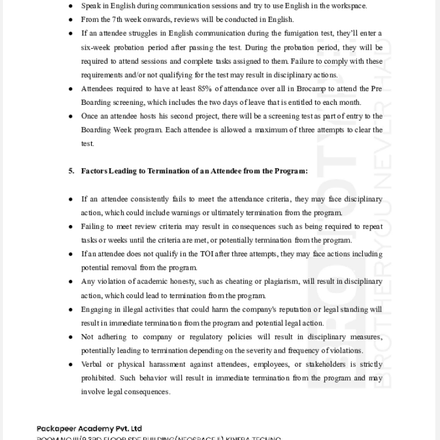 ● Speak in English during communication sessions and try to use English in the workspace.
● From the 7th week onwards, reviews will be conducted in English.
● If an attendee struggles in English communication during the fumigation test, they'll enter a
six-week probation period after passing the test. During the probation period, they will be
required to attend sessions and complete tasks assigned to them. Failure to comply with these
requirements and/or not qualifying for the test may result in disciplinary actions.
● Attendees required to have at least 85% of attendance over all in Brocamp to attend the Pre
Boarding screening, which includes the two days of leave that is entitled to each month.
● Once an attendee hosts his second project, there will be a screening test as part of entry to the
Boarding Week program. Each attendee is allowed a maximum of three attempts to clear the
test.
5. Factors Leading to Termination of an Attendee from the Program:
● If an attendee consistently fails to meet the attendance criteria, they may face disciplinary
action, which could include warnings or ultimately termination from the program.
● Failing to meet review criteria may result in consequences such as being required to repeat
tasks or weeks until the criteria are met, or potentially termination from the program.
● If an attendee does not qualify in the TOI after three attempts, they may face actions including
potential removal from the program.
● Any violation of academic honesty, such as cheating or plagiarism, will result in disciplinary
action, which could lead to termination from the program.
● Engaging in illegal activities that could harm the company's reputation or legal standing will
result in immediate termination from the program and potential legal action.
● Not adhering to company or regulatory policies will result in disciplinary measures,
potentially leading to termination depending on the severity and frequency of violations.
● Verbal or physical harassment against attendees, employees, or stakeholders is strictly
prohibited. Such behavior will result in immediate termination from the program and may
involve legal consequences.
BROTHER YOU NEVER HAD
Packapeer Academy Pvt. Ltd